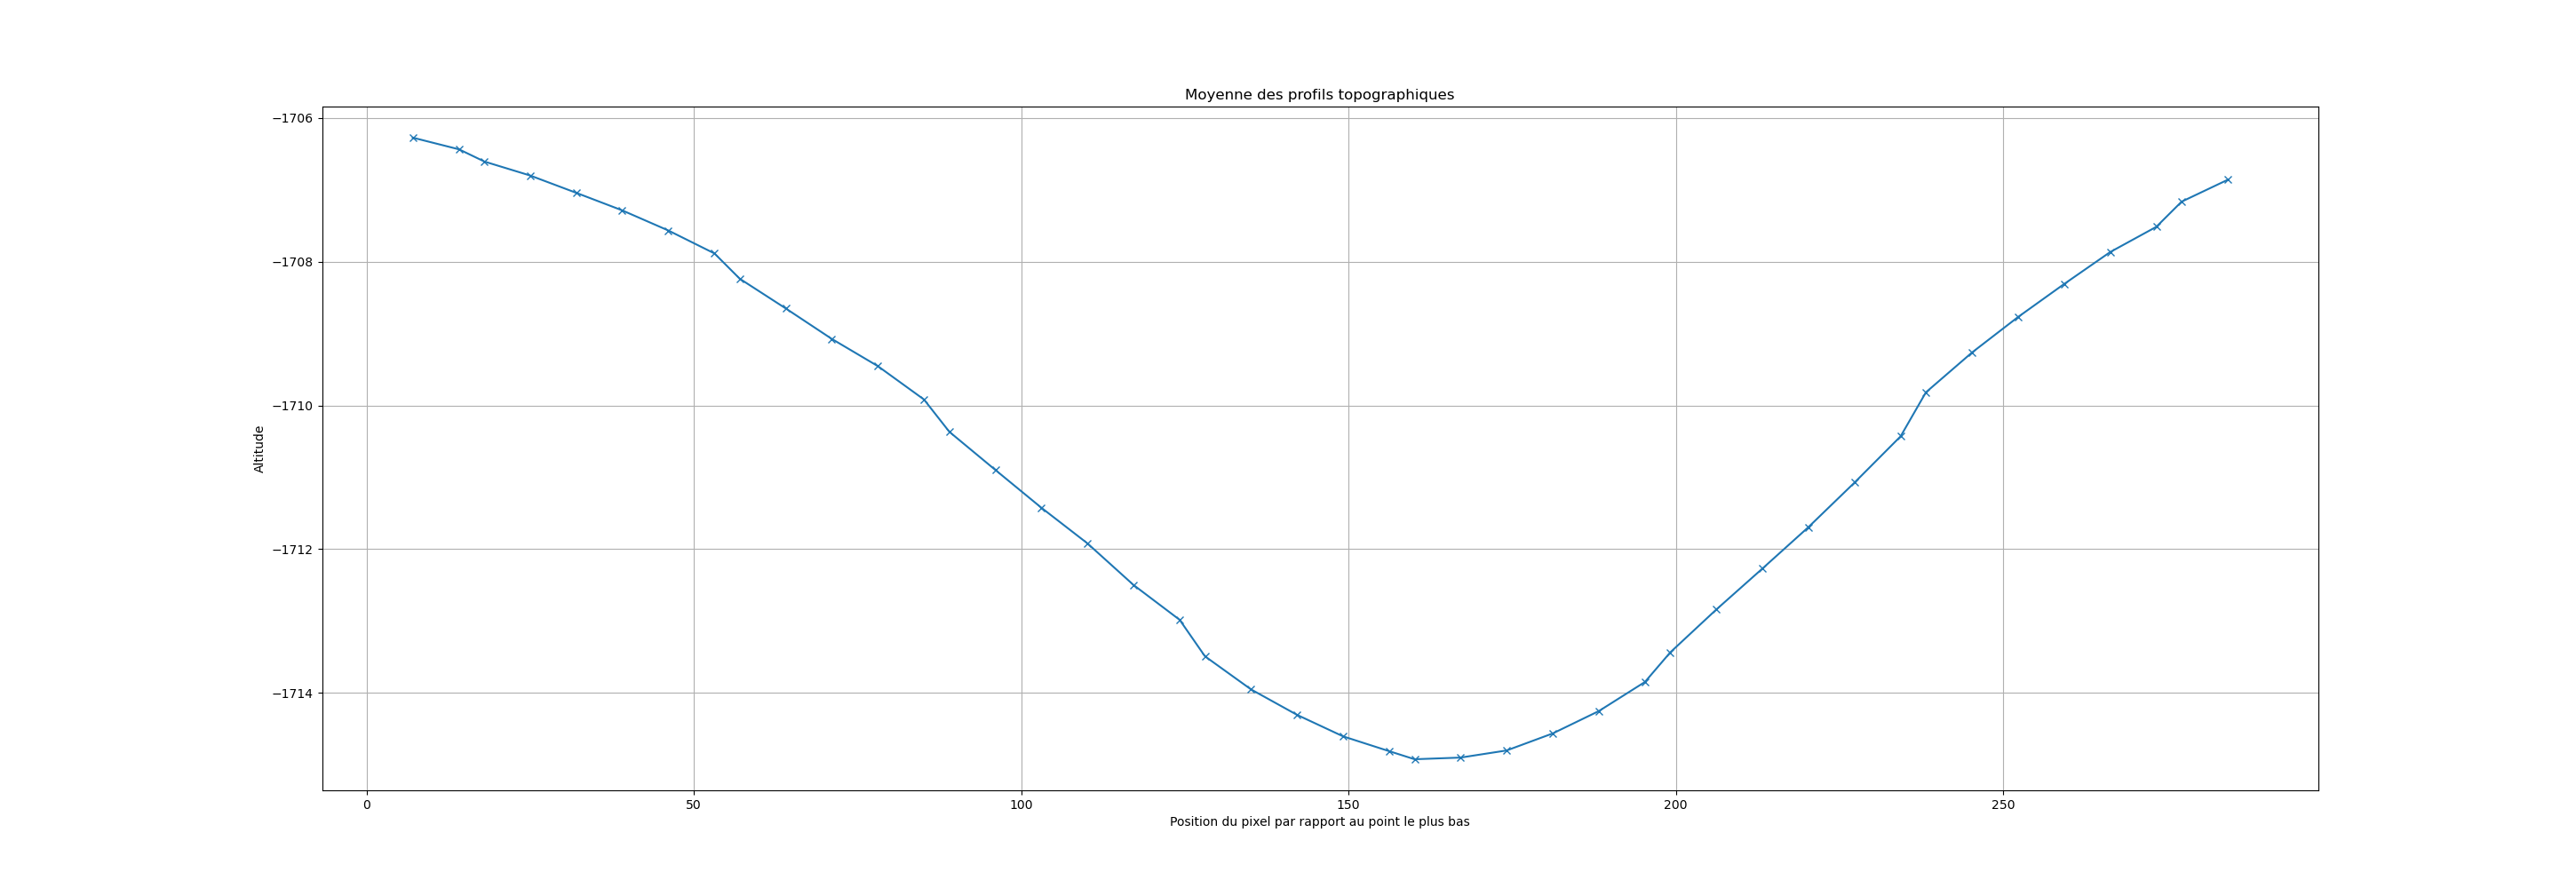 Moyenne des profils topographiques
−1706
−1708
−1710
−1712
−1714
Altitude
0 50 100 150 200 250
Position du pixel par rapport au point le plus bas